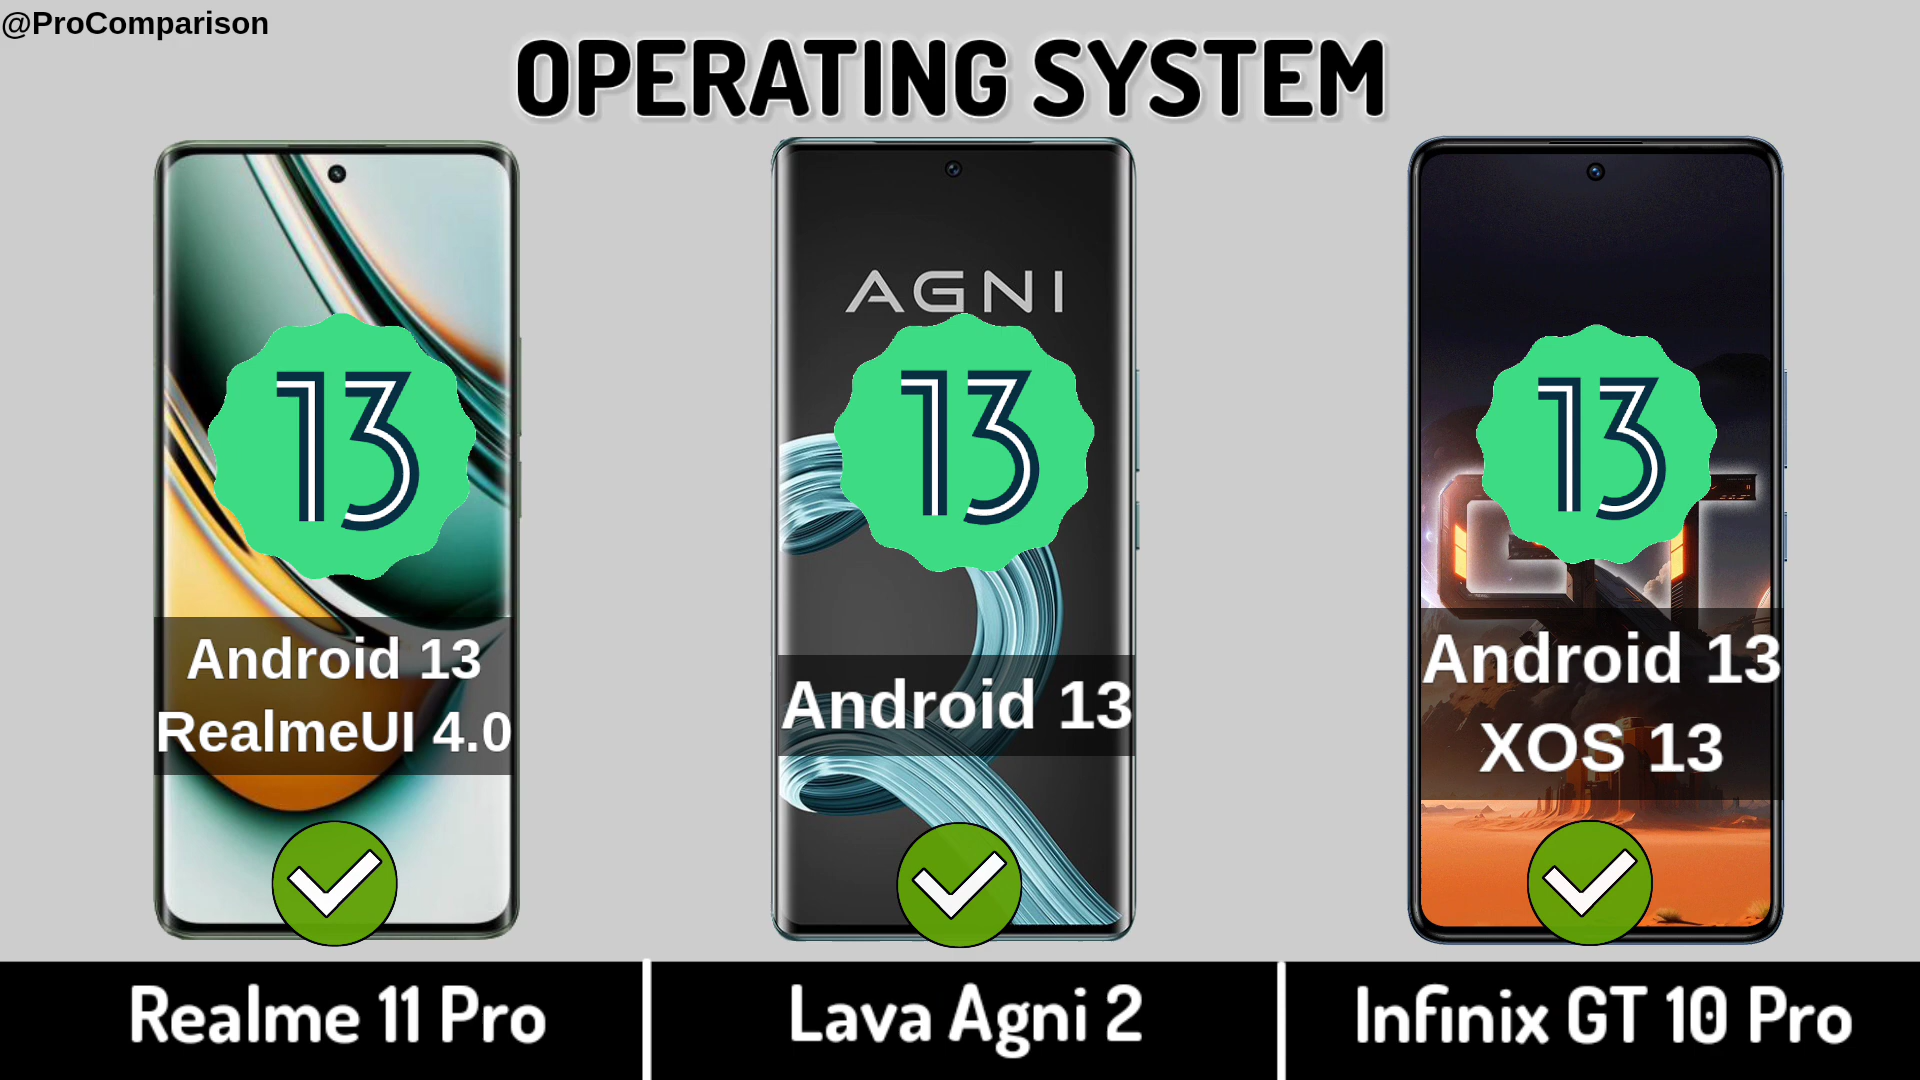 @ProComparison
OPERATING SYSTEM
AGNI
13
13
13
GT
Android 13
RealmeUI 4.0
Android 13
Android 13
XOS 13
Realme 11 Pro
Lava Agni 2
Infinix GT 10 Pro